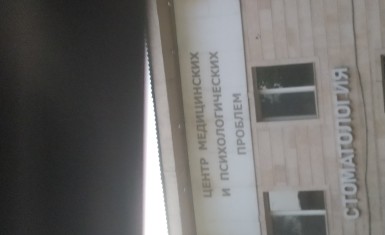 ЦЕНТР МЕДИЦИНСКИХ
И ПСИХОЛОГИЧЕСКИХ
ПРОБЛЕМ
СТОМАТОЛОГИЯ